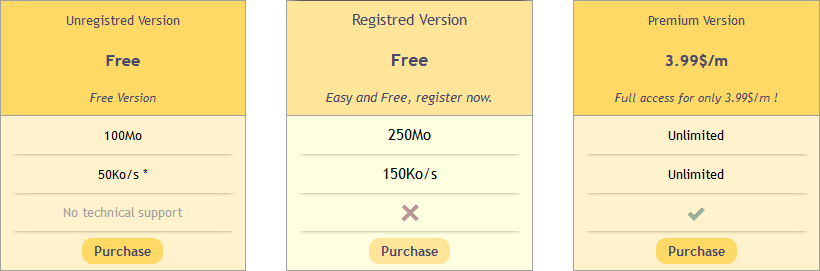 Unregistred Version
Free
Free Version
100Mo
50Ko/s *
No technical support
Purchase
Registred Version
Free
Easy and Free, register now.
250Mo
150Ko/s
Purchase
Premium Version
3.99$/m
Full access for only 3.99$/m !
Unlimited
Unlimited
Purchase